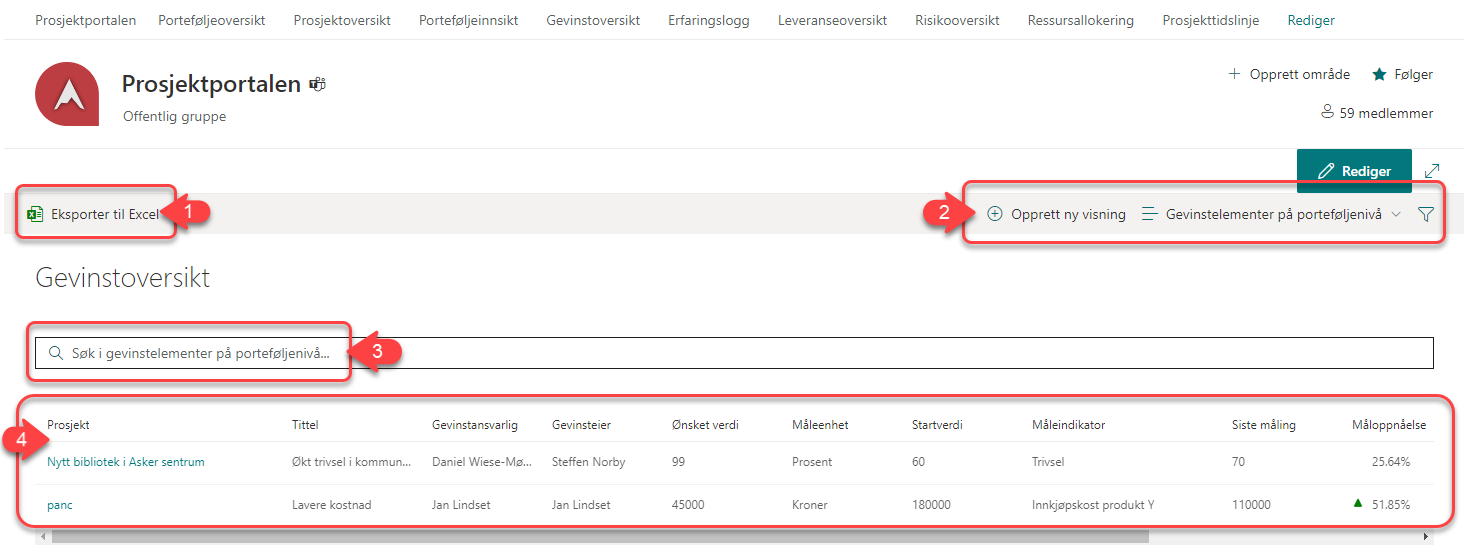 Prosjektportalen Porteføljeoversikt Prosjektoversikt Porteføljeinnsikt Gevinstoversikt Erfaringslogg Leveranseoversikt Risikooversikt Ressursallokering Prosjekttidslinje Rediger
Prosjektportalen
Offentlig gruppe
Opprett område Følger
59 medlemmer
Rediger
Eksporter til Excel 1 2 Opprett ny visning Gevinstelementer på porteføljenivå
Gevinstoversikt
Søk i gevinstelementer på porteføljenivå... 3
4
Prosjekt Tittel Gevinstansvarlig Gevinsteier Ønsket verdi Måleenhet Startverdi Måleindikator Siste måling Måloppnåelse
Nytt bibliotek i Asker sentrum Økt trivsel i kommun... Daniel Wiese-Mø... Steffen Norby 99 Prosent 60 Trivsel 70 25.64%
panc Lavere kostnad Jan Lindset Jan Lindset 45000 Kroner 180000 Innkjøpskost produkt Y 110000 51.85%